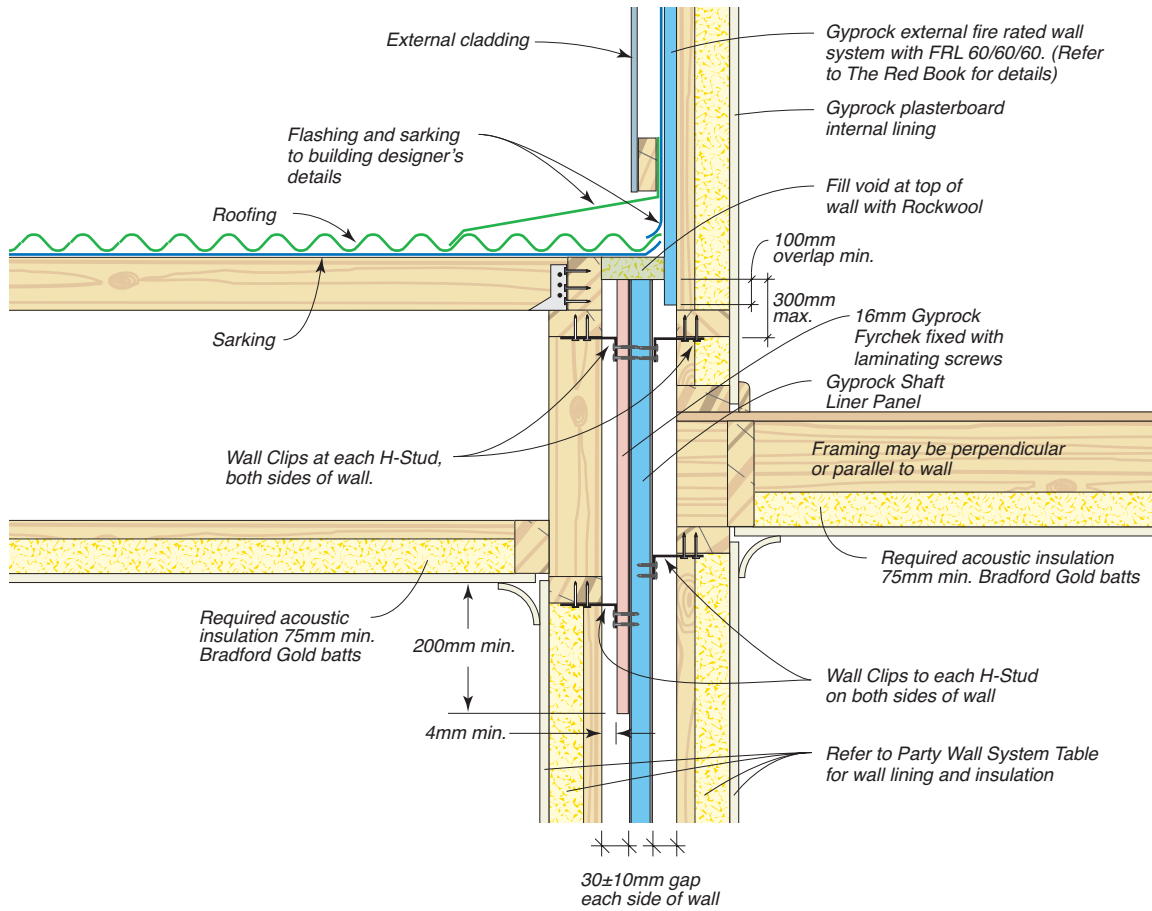 External cladding
Gyprock external fire rated wall
system with FRL 60/60/60. (Refer
to The Red Book for details)
Gyprock plasterboard
internal lining
Flashing and sarking
to building designer's
details
Fill void at top of
wall with Rockwool
Roofing
100mm
overlap min.
300mm
max.
16mm Gyprock
Fyrchek fixed with
laminating screws
Sarking
Gyprock Shaft
Liner Panel
Wall Clips at each H-Stud,
both sides of wall.
Framing may be perpendicular
or parallel to wall
Required acoustic insulation
75mm min. Bradford Gold batts
Required acoustic
insulation 75mm min.
Bradford Gold batts
200mm min.
Wall Clips to each H-Stud
on both sides of wall
4mm min.
Refer to Party Wall System Table
for wall lining and insulation
30±10mm gap
each side of wall